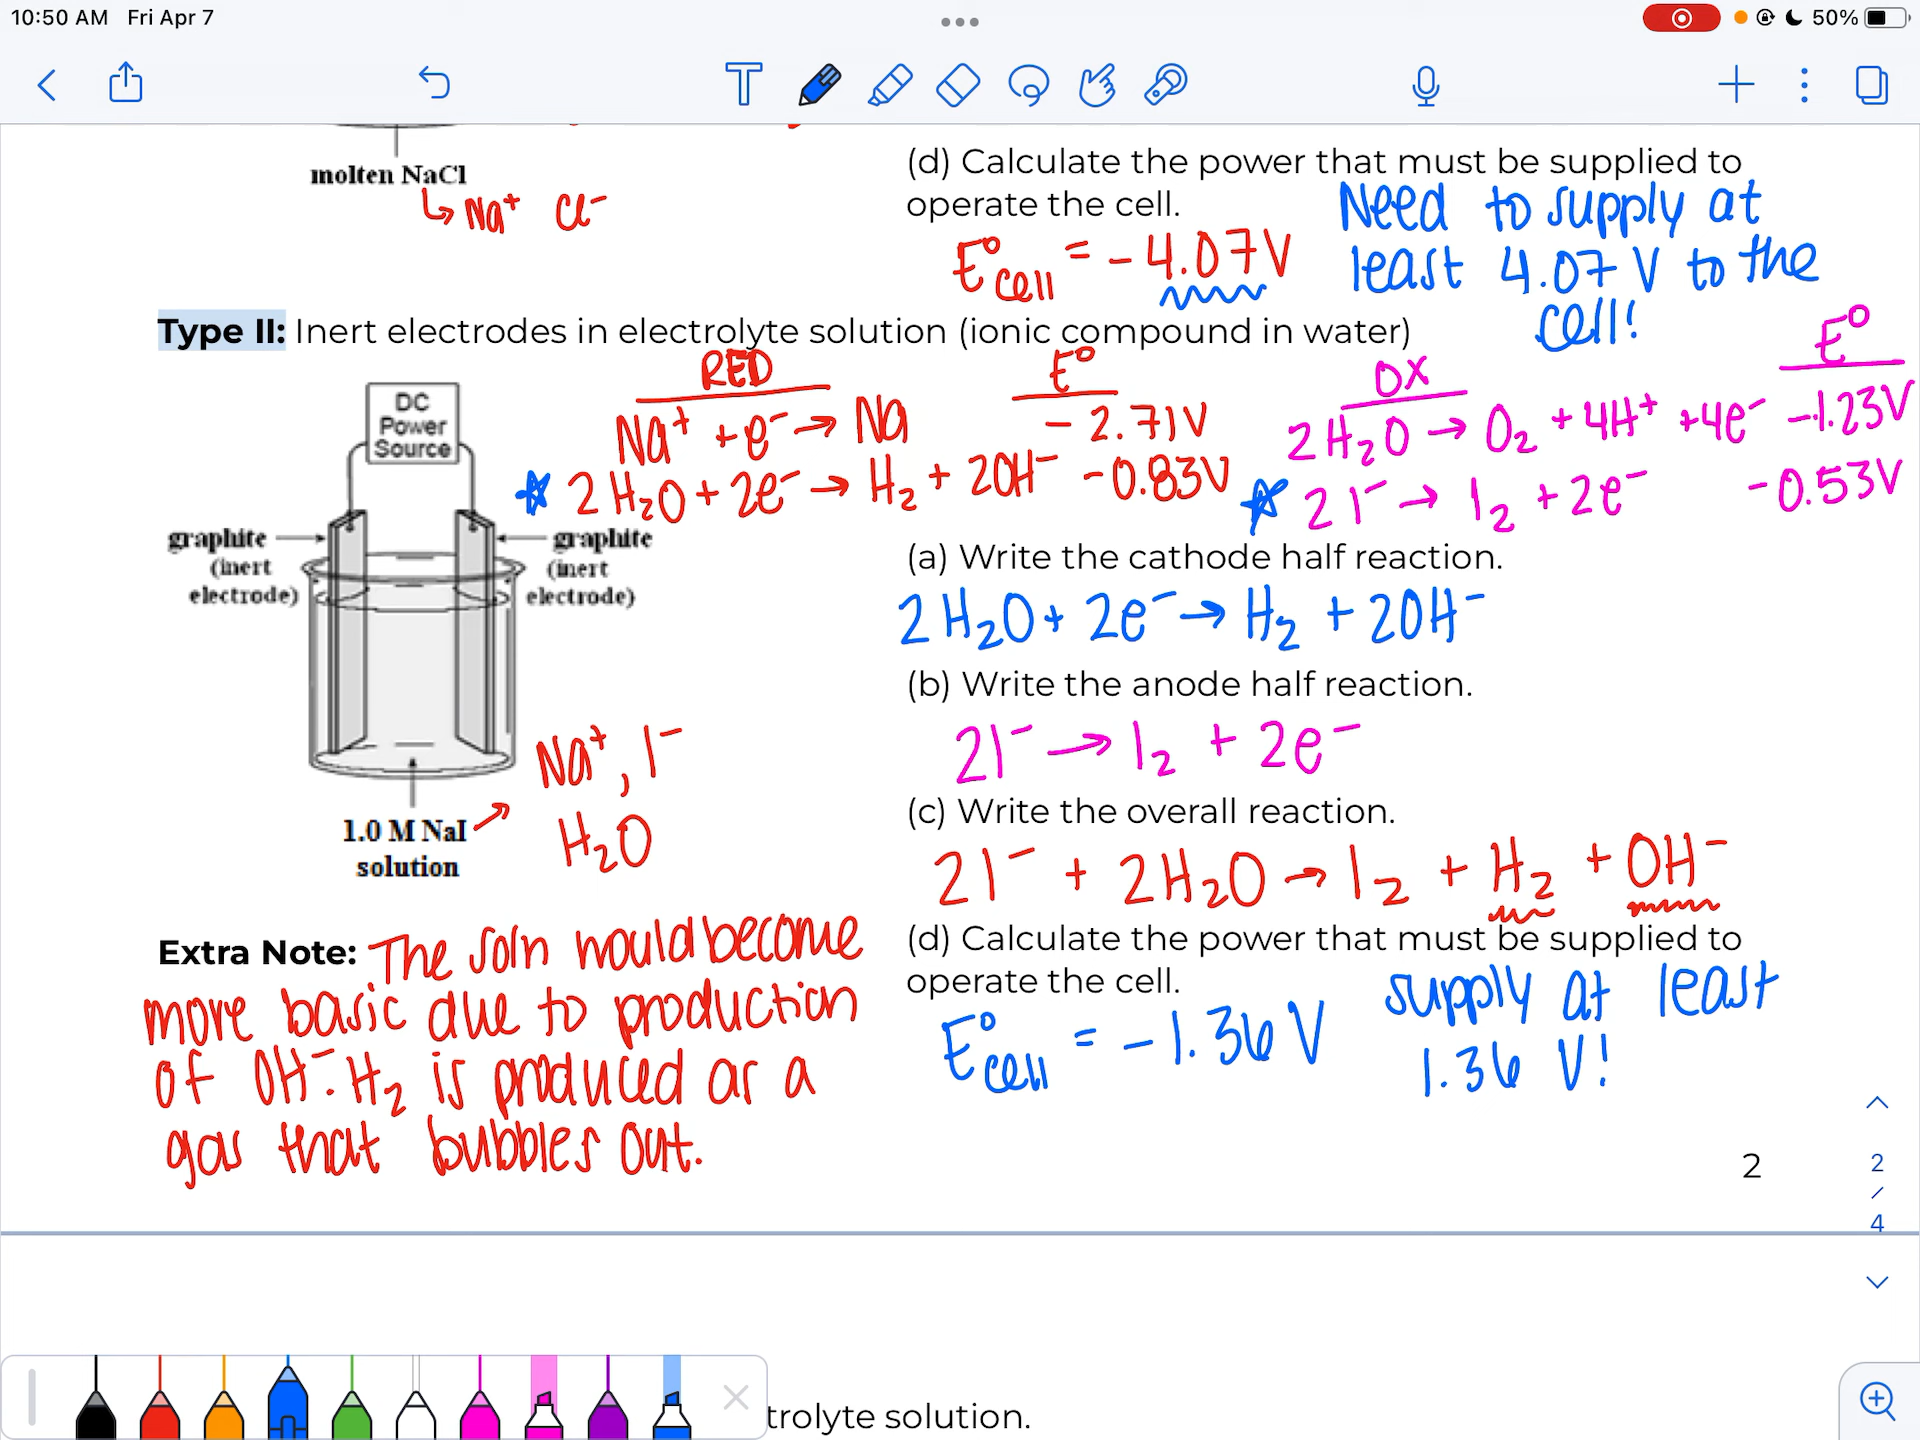 10:50 AM Fri Apr 7
50%
molten NaCl
↳ Na⁺ Cl⁻
(d) Calculate the power that must be supplied to
operate the cell.
E°cell = -4.07V
Need to supply at
least 4.07 V to the
cell!
Type II: Inert electrodes in electrolyte solution (ionic compound in water)
RED E°
Na⁺ + e⁻ → Na -2.71V
2H₂O + 2e⁻ → H₂ + 2OH⁻ -0.83V
OX E°
2H₂O → O₂ + 4H⁺ + 4e⁻ -1.23V
2I⁻ → I₂ + 2e⁻ -0.53V
DC
Power
Source
graphite
(inert
electrode)
graphite
(inert
electrode)
1.0 M NaI
solution
→ Na⁺, I⁻
H₂O
(a) Write the cathode half reaction.
2H₂O + 2e⁻ → H₂ + 2OH⁻
(b) Write the anode half reaction.
2I⁻ → I₂ + 2e⁻
(c) Write the overall reaction.
2I⁻ + 2H₂O → I₂ + H₂ + OH⁻
(d) Calculate the power that must be supplied to
operate the cell.
E°cell = -1.36 V
supply at least
1.36 V!
Extra Note: The soln would become
more basic due to production
of OH⁻. H₂ is produced as a
gas that bubbles out.
2
2
/
4
trolyte solution.